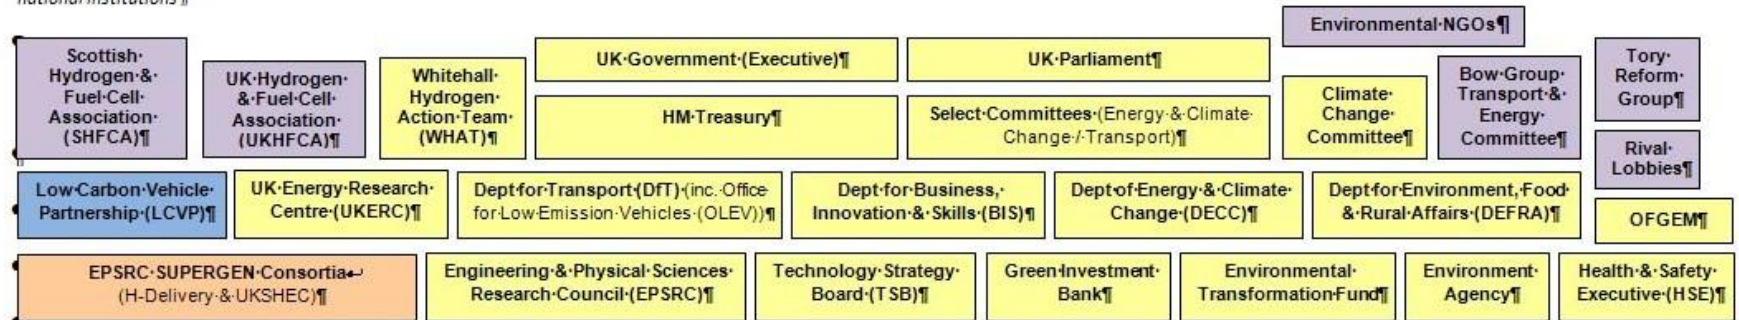 national institutions¶
Environmental·NGOs¶
Scottish·
Hydrogen·&·
Fuel·Cell·
Association·
(SHFCA)¶
UK·Hydrogen·
&·Fuel·Cell·
Association·
(UKHFCA)¶
Whitehall·
Hydrogen·
Action·Team·
(WHAT)¶
UK·Government·(Executive)¶
UK·Parliament¶
HM·Treasury¶
Select·Committees·(Energy·&·Climate·
Change·/·Transport)¶
Climate·
Change·
Committee¶
Bow·Group·
Transport·&·
Energy·
Committee¶
Tory·
Reform·
Group¶
Rival·
Lobbies¶
¶
Low·Carbon·Vehicle·
Partnership·(LCVP)¶
UK·Energy·Research·
Centre·(UKERC)¶
Dept·for·Transport·(DfT)·(inc.·Office·
for·Low·Emission·Vehicles·(OLEV))¶
Dept·for·Business,·
Innovation·&·Skills·(BIS)¶
Dept·of·Energy·&·Climate·
Change·(DECC)¶
Dept·for·Environment,·Food·
&·Rural·Affairs·(DEFRA)¶
OFGEM¶
EPSRC·SUPERGEN·Consortia↵
(H-Delivery·&·UKSHEC)¶
Engineering·&·Physical·Sciences·
Research·Council·(EPSRC)¶
Technology·Strategy·
Board·(TSB)¶
Green·Investment·
Bank¶
Environmental·
Transformation·Fund¶
Environment·
Agency¶
Health·&·Safety·
Executive·(HSE)¶